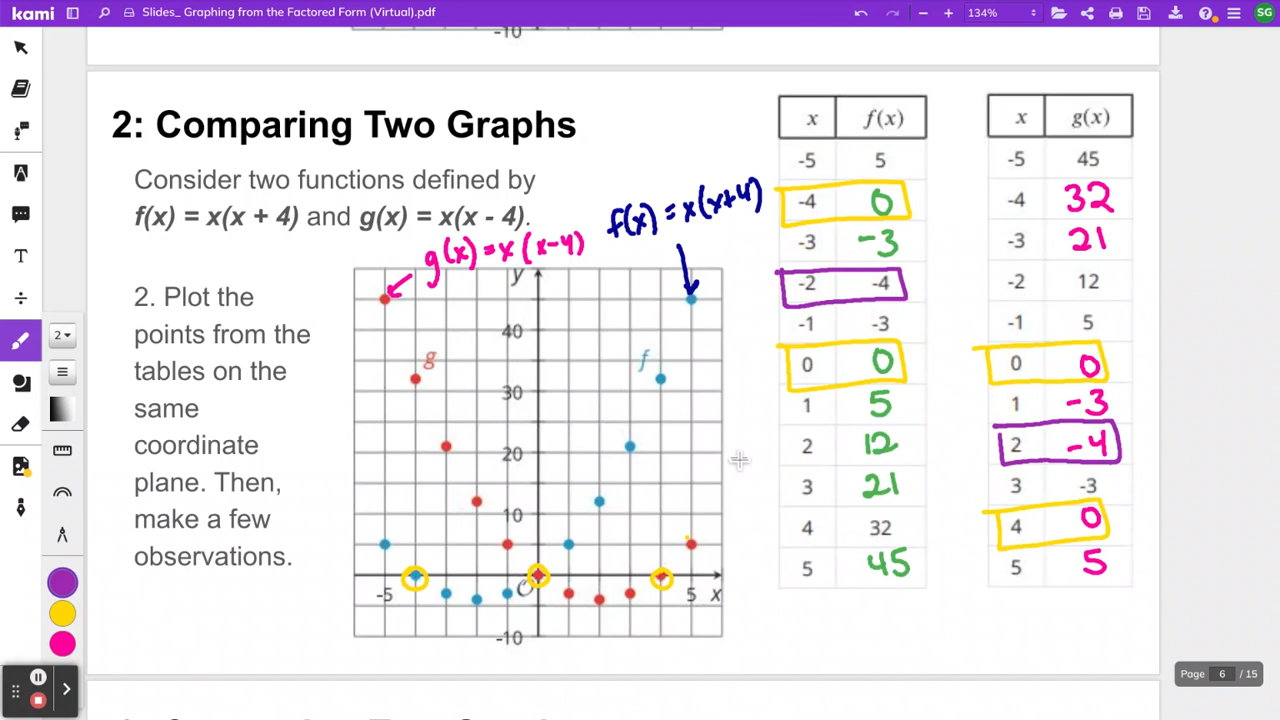 kami
Slides_ Graphing from the Factored Form (Virtual).pdf
134%
SG
-10
2: Comparing Two Graphs
Consider two functions defined by
f(x) = x(x + 4) and g(x) = x(x - 4).
f(x) = x(x+4)
g(x) = x(x-4)
2. Plot the
points from the
tables on the
same
coordinate
plane. Then,
make a few
observations.
y
40
30
20
10
-10
g
f
-5
O
5
x
x f(x)
-5 5
-4 0
-3 -3
-2 -4
-1 -3
0 0
1 5
2 12
3 21
4 32
5 45
x g(x)
-5 45
-4 32
-3 21
-2 12
-1 5
0 0
1 -3
2 -4
3 -3
4 0
5 5
2
Page 6 / 15